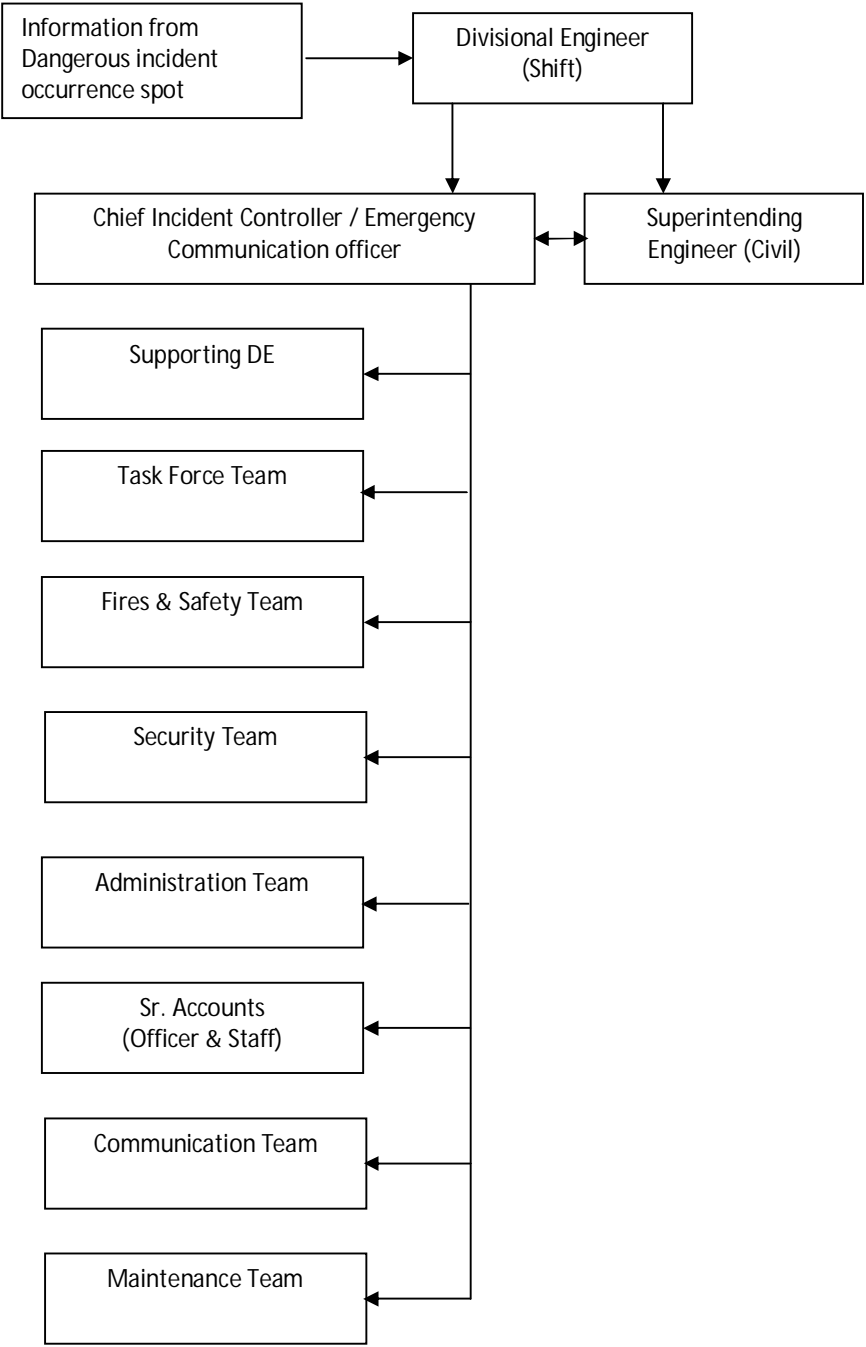 Information from
Dangerous incident
occurrence spot
Divisional Engineer
(Shift)
Chief Incident Controller / Emergency
Communication officer
Superintending
Engineer (Civil)
Supporting DE
Task Force Team
Fires & Safety Team
Security Team
Administration Team
Sr. Accounts
(Officer & Staff)
Communication Team
Maintenance Team